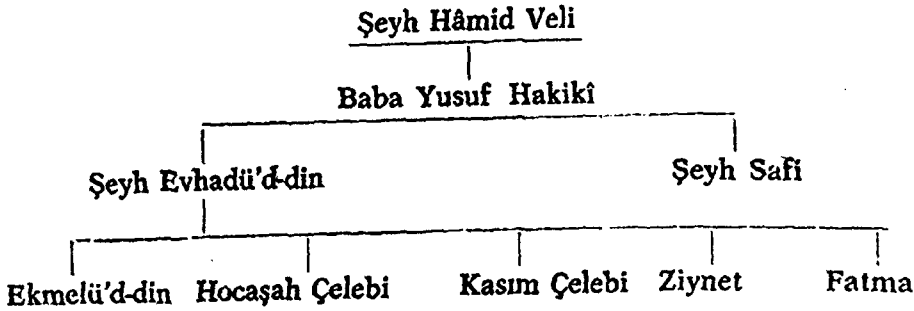 Şeyh Hâmid Veli
Baba Yusuf Hakikî
Şeyh Evhadü'd-din Şeyh Safi
Ekmelü'd-din Hocaşah Çelebi Kasım Çelebi Ziynet Fatma